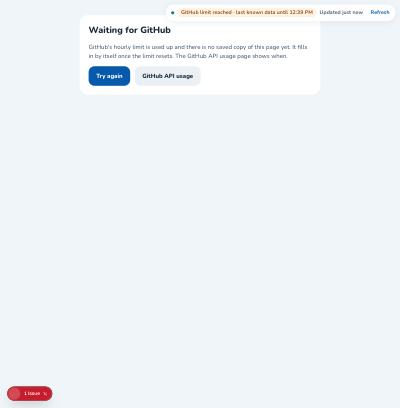 GitHub limit reached · last known data until 12:39 PM Updated just now Refresh
Waiting for GitHub
GitHub's hourly limit is used up and there is no saved copy of this page yet. It fills
in by itself once the limit resets. The GitHub API usage page shows when.
Try again GitHub API usage
1 Issue